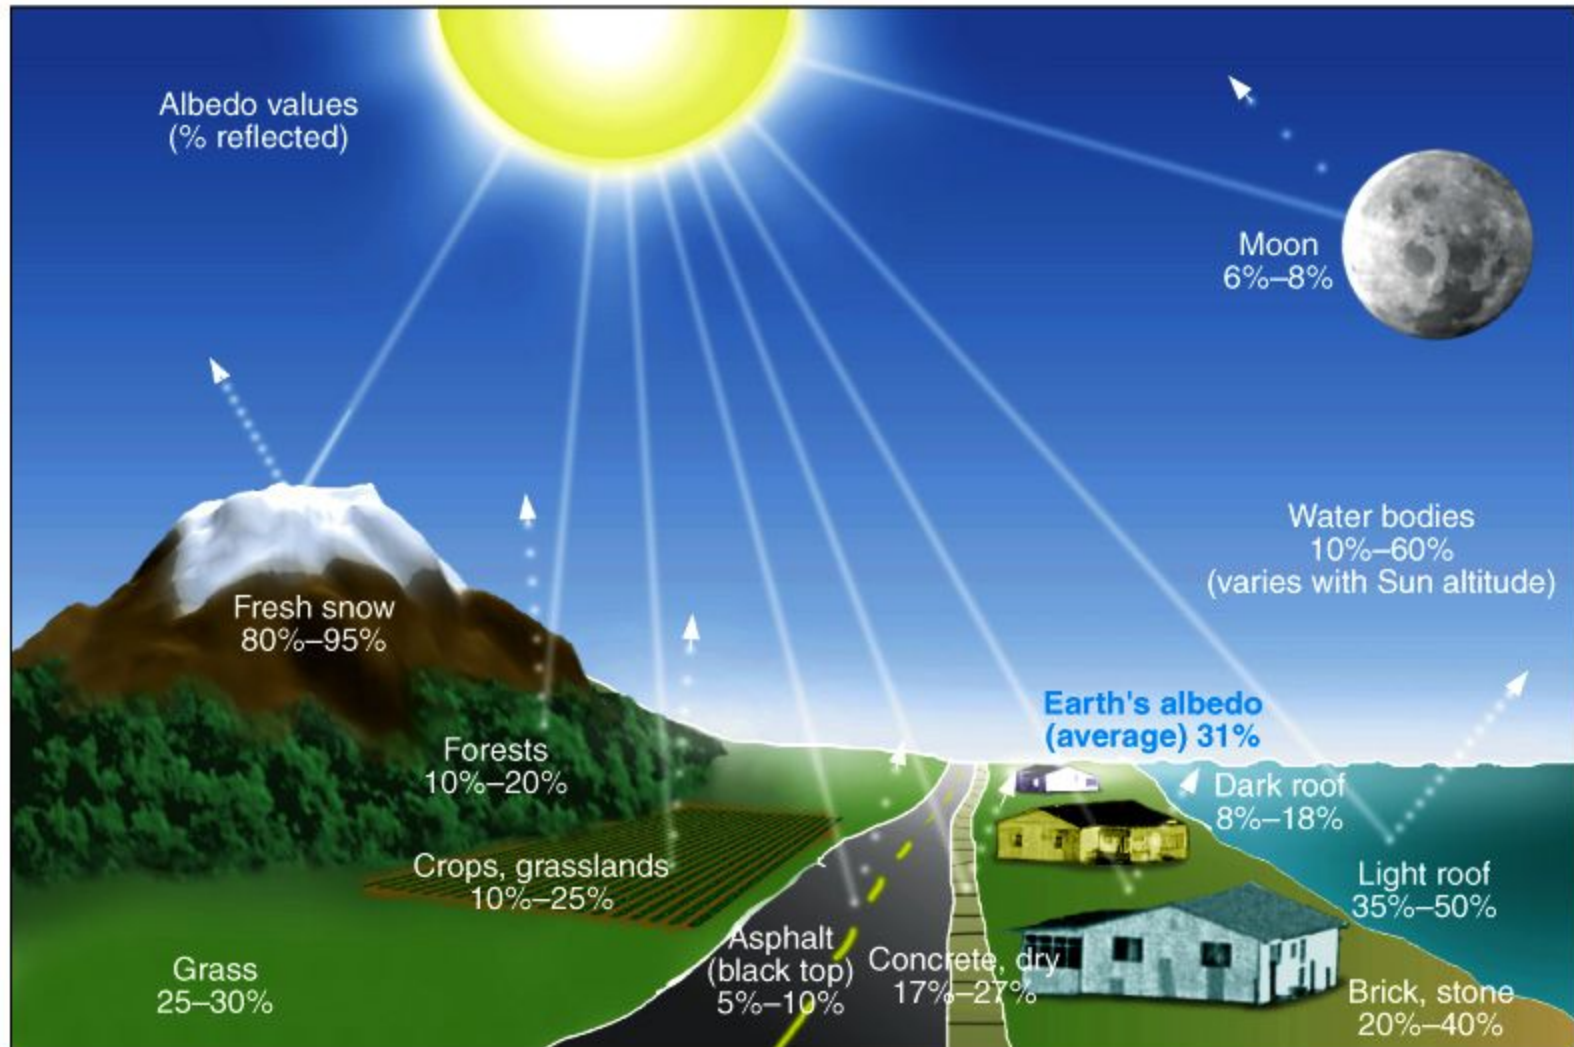 Albedo values
(% reflected)
Moon
6%–8%
Water bodies
10%–60%
(varies with Sun altitude)
Fresh snow
80%–95%
Earth's albedo
(average) 31%
Forests
10%–20%
Dark roof
8%–18%
Crops, grasslands
10%–25%
Light roof
35%–50%
Asphalt
(black top)
5%–10%
Concrete, dry
17%–27%
Grass
25–30%
Brick, stone
20%–40%